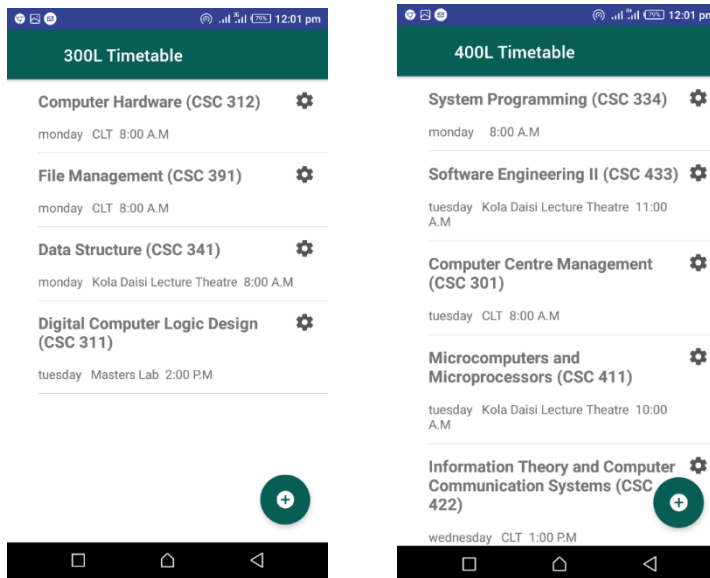 12:01 pm
300L Timetable
Computer Hardware (CSC 312)
monday CLT 8:00 A.M
File Management (CSC 391)
monday CLT 8:00 A.M
Data Structure (CSC 341)
monday Kola Daisi Lecture Theatre 8:00 A.M
Digital Computer Logic Design
(CSC 311)
tuesday Masters Lab 2:00 P.M
12:01 pm
400L Timetable
System Programming (CSC 334)
monday 8:00 A.M
Software Engineering II (CSC 433)
tuesday Kola Daisi Lecture Theatre 11:00
A.M
Computer Centre Management
(CSC 301)
tuesday CLT 8:00 A.M
Microcomputers and
Microprocessors (CSC 411)
tuesday Kola Daisi Lecture Theatre 10:00
A.M
Information Theory and Computer
Communication Systems (CSC
422)
wednesday CLT 1:00 P.M